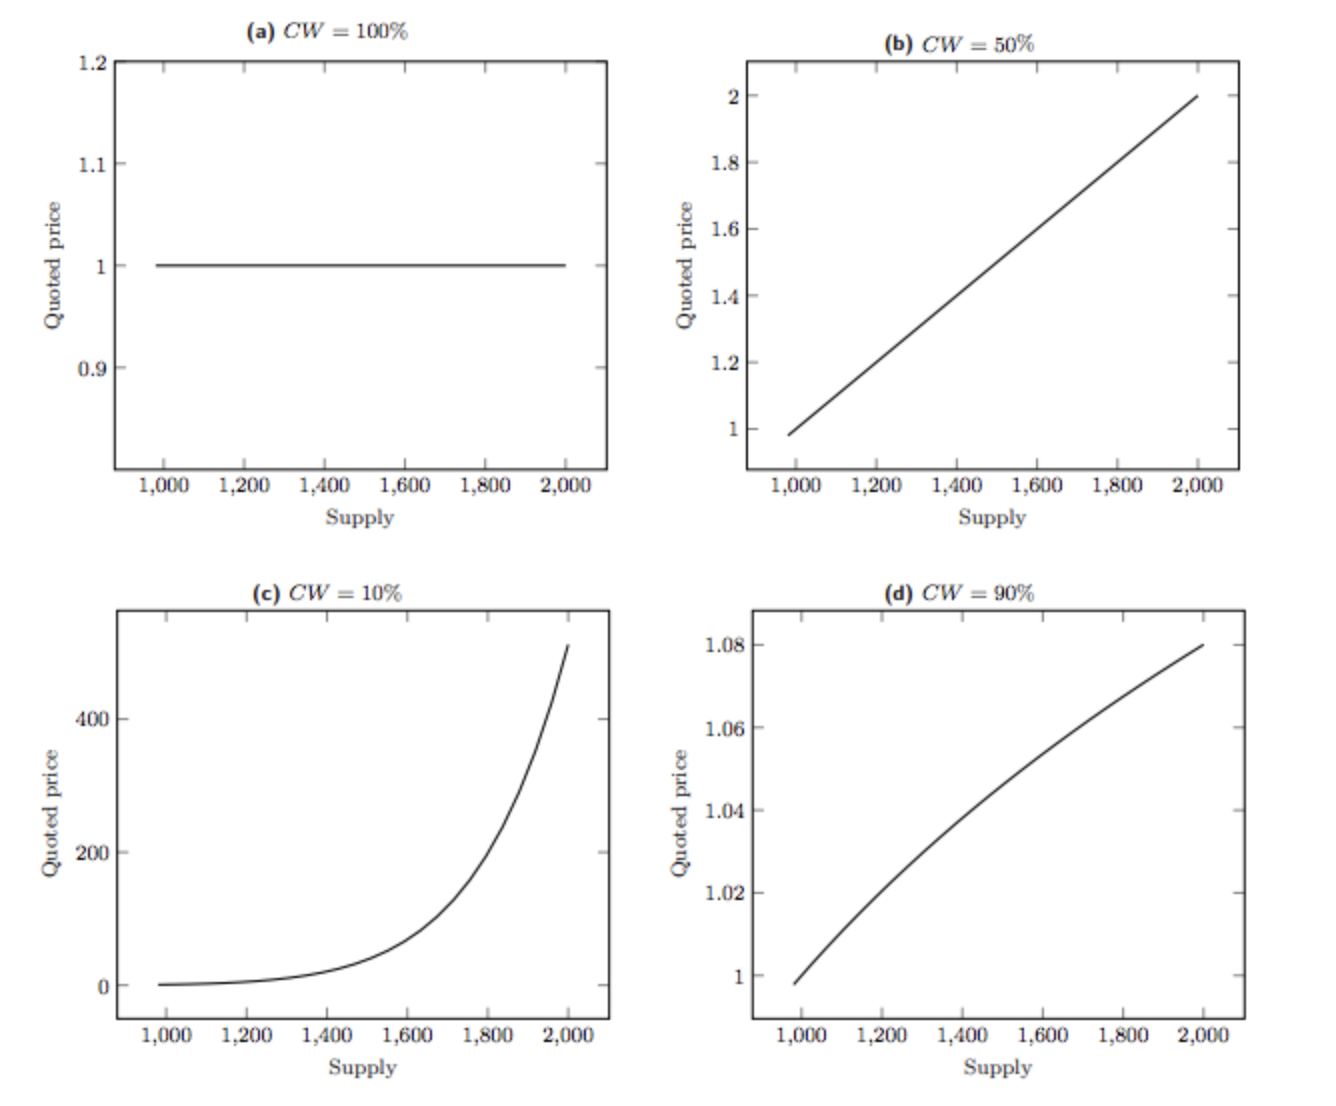 (a) CW = 100%
1.2
1.1
1
0.9
Quoted price
1,000 1,200 1,400 1,600 1,800 2,000
Supply
(b) CW = 50%
2
1.8
1.6
1.4
1.2
1
Quoted price
1,000 1,200 1,400 1,600 1,800 2,000
Supply
(c) CW = 10%
400
200
0
Quoted price
1,000 1,200 1,400 1,600 1,800 2,000
Supply
(d) CW = 90%
1.08
1.06
1.04
1.02
1
Quoted price
1,000 1,200 1,400 1,600 1,800 2,000
Supply